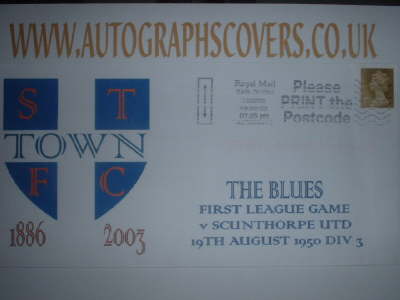 WWW.AUTOGRAPHSCOVERS.CO.UK
Royal Mail
Please
PRINT the
Postcode
S T
TOWN
F C
1886 2003
THE BLUES
FIRST LEAGUE GAME
v SCUNTHORPE UTD
19TH AUGUST 1950 DIV 3